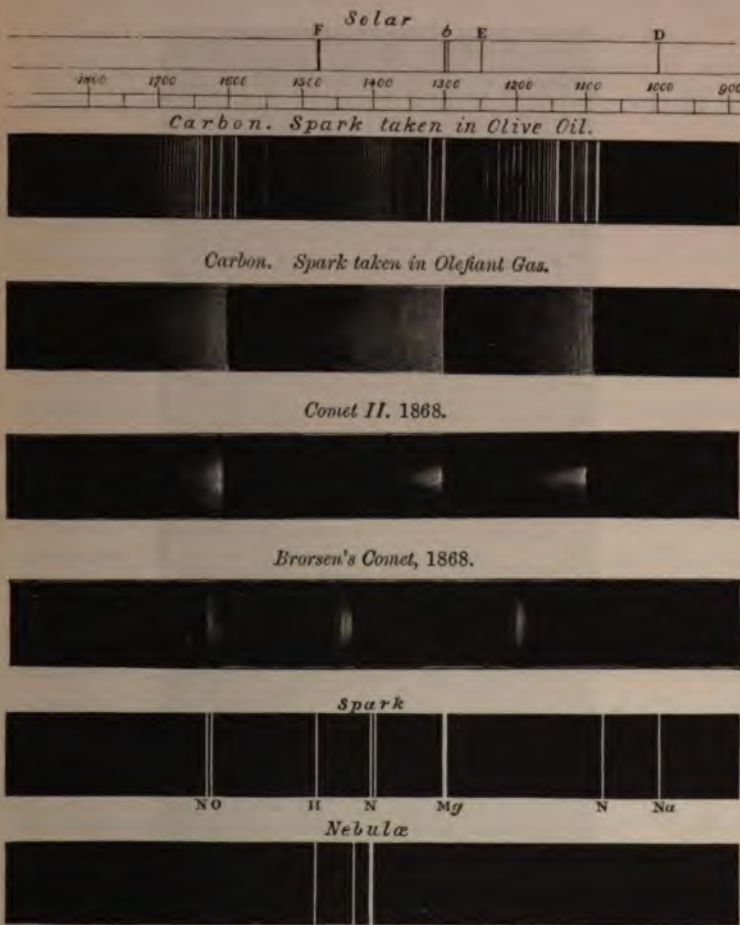 Solar
F b E D
1800 1700 1600 1500 1400 1300 1200 1100 1000 900
Carbon. Spark taken in Olive Oil.
Carbon. Spark taken in Olefiant Gas.
Comet II. 1868.
Brorsen's Comet, 1868.
Spark
N O H N Mg N Na
Nebulæ